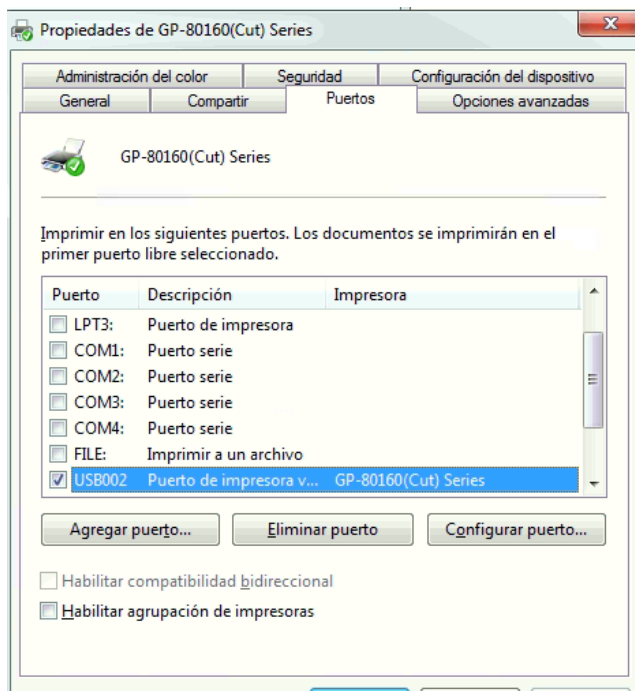 Propiedades de GP-80160(Cut) Series
Administración del color Seguridad Configuración del dispositivo
General Compartir Puertos Opciones avanzadas
GP-80160(Cut) Series
Imprimir en los siguientes puertos. Los documentos se imprimirán en el
primer puerto libre seleccionado.
Puerto Descripción Impresora
LPT3: Puerto de impresora
COM1: Puerto serie
COM2: Puerto serie
COM3: Puerto serie
COM4: Puerto serie
FILE: Imprimir a un archivo
USB002 Puerto de impresora v... GP-80160(Cut) Series
Agregar puerto... Eliminar puerto Configurar puerto...
Habilitar compatibilidad bidireccional
Habilitar agrupación de impresoras